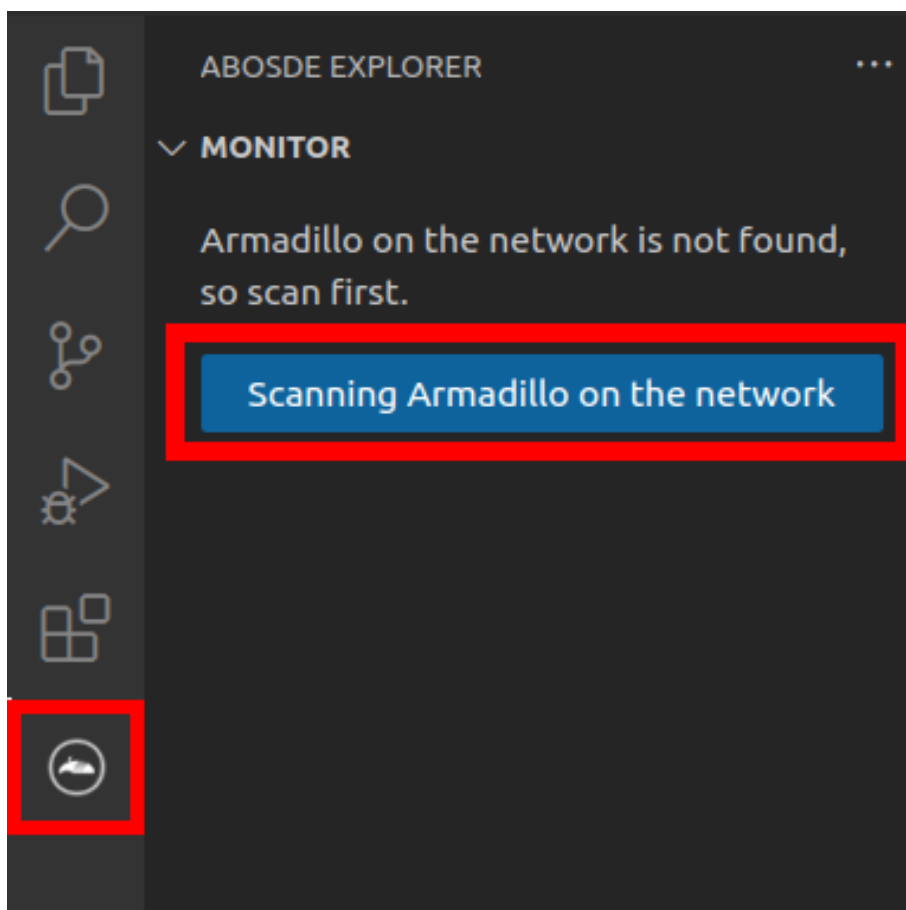 ABOSDE EXPLORER
MONITOR
Armadillo on the network is not found,
so scan first.
Scanning Armadillo on the network